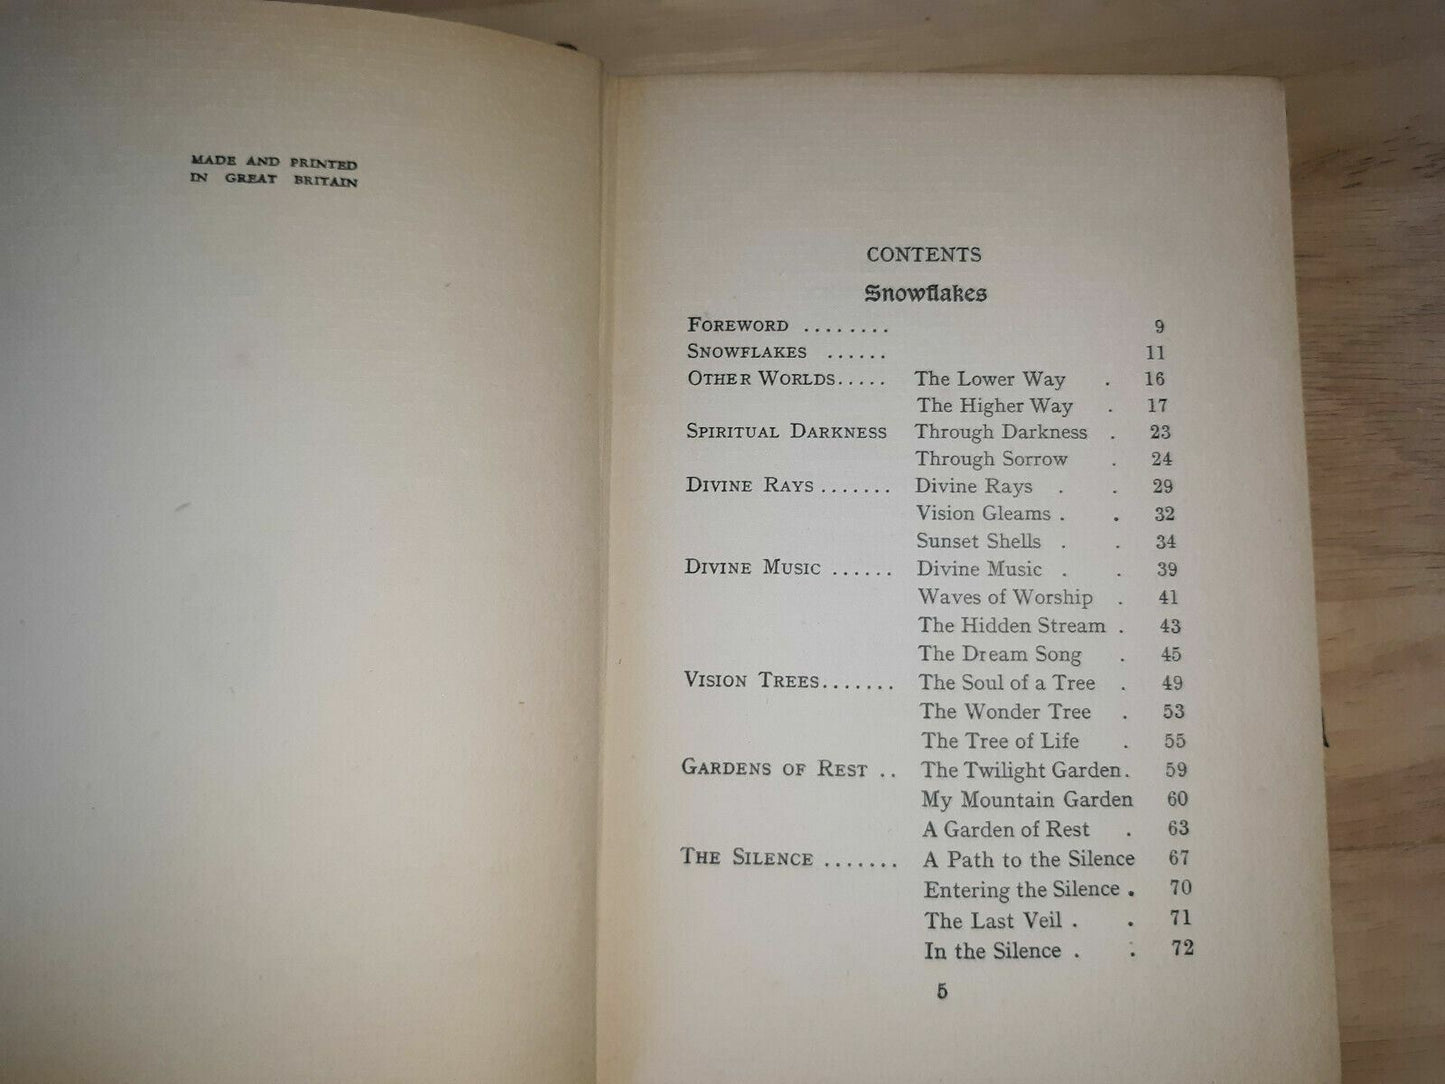 MADE AND PRINTED
IN GREAT BRITAIN
CONTENTS
Snowflakes
FOREWORD ........ 9
SNOWFLAKES ...... 11
OTHER WORLDS..... The Lower Way . 16
The Higher Way . 17
SPIRITUAL DARKNESS Through Darkness . 23
Through Sorrow . 24
DIVINE RAYS ....... Divine Rays . . 29
Vision Gleams . . 32
Sunset Shells . . 34
DIVINE MUSIC ...... Divine Music . . 39
Waves of Worship . 41
The Hidden Stream . 43
The Dream Song . 45
VISION TREES....... The Soul of a Tree . 49
The Wonder Tree . 53
The Tree of Life . 55
GARDENS OF REST .. The Twilight Garden. 59
My Mountain Garden 60
A Garden of Rest . 63
THE SILENCE ....... A Path to the Silence 67
Entering the Silence . 70
The Last Veil . . 71
In the Silence . . 72
5